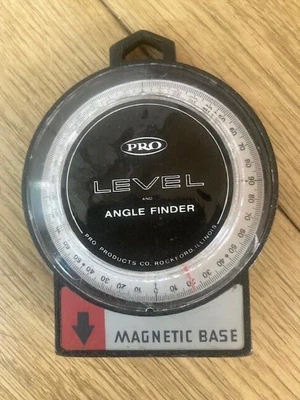 PRO
LEVEL
AND
ANGLE FINDER
PRO PRODUCTS CO. ROCKFORD, ILLINOIS
MAGNETIC BASE